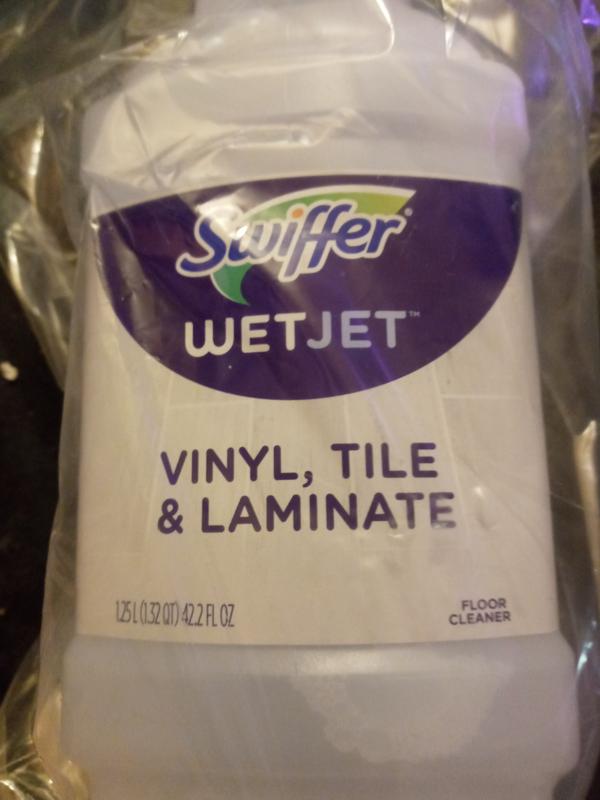 Swiffer®
WETJET™
VINYL, TILE
& LAMINATE
1.25 L (1.32 QT) 42.2 FL OZ
FLOOR
CLEANER